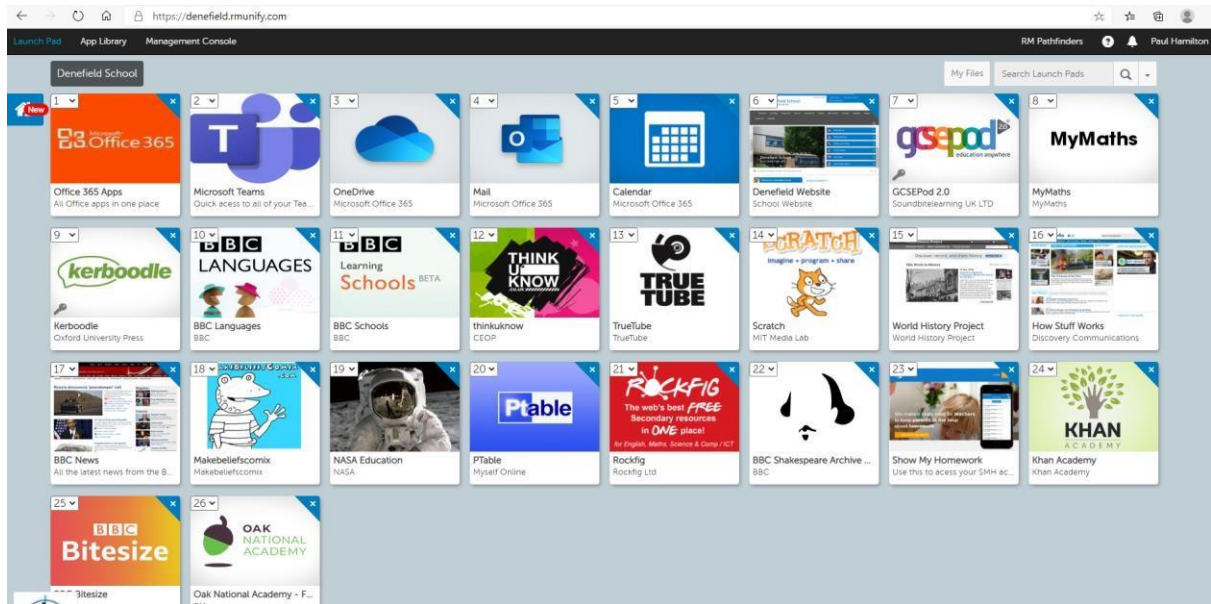 https://denefield.rmunify.com
Launch Pad App Library Management Console RM Pathfinders Paul Hamilton
Denefield School My Files Search Launch Pads
New
1 2 3 4 5 6 7 8
Microsoft
Office 365
T
O
gcsepod
education anywhere
MyMaths
Office 365 Apps Microsoft Teams OneDrive Mail Calendar Denefield Website GCSEPod 2.0 MyMaths
All Office apps in one place Quick acess to all of your Tea... Microsoft Office 365 Microsoft Office 365 Microsoft Office 365 School Website Soundbitelearning UK LTD MyMaths
9 10 11 12 13 14 15 16
kerboodle
BBC
LANGUAGES
BBC
Learning
Schools BETA
THINK
U
KNOW
.co.uk
TRUE
TUBE
SCRATCH
imagine • program • share
Kerboodle BBC Languages BBC Schools thinkuknow TrueTube Scratch World History Project How Stuff Works
Oxford University Press BBC BBC CEOP TrueTube MIT Media Lab World History Project Discovery Communications
17 18 19 20 21 22 23 24
MAKEBELIEFSCOMIX
.COM
Ptable
ROCKFIG
The web's best FREE
Secondary resources
in ONE place!
for English, Maths, Science & Comp / ICT
KHAN
ACADEMY
BBC News Makebeliefscomix NASA Education PTable Rockfig BBC Shakespeare Archive ... Show My Homework Khan Academy
All the latest news from the B... Makebeliefscomix NASA Myself Online Rockfig Ltd BBC Use this to acess your SMH ac... Khan Academy
25 26
BBC
Bitesize
OAK
NATIONAL
ACADEMY
Bitesize Oak National Academy - F...